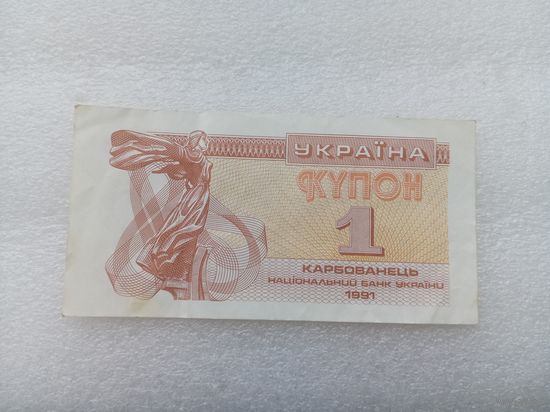 УКРАЇНА
КУПОН
1
КАРБОВАНЕЦЬ
НАЦІОНАЛЬНИЙ БАНК УКРАЇНИ
1991